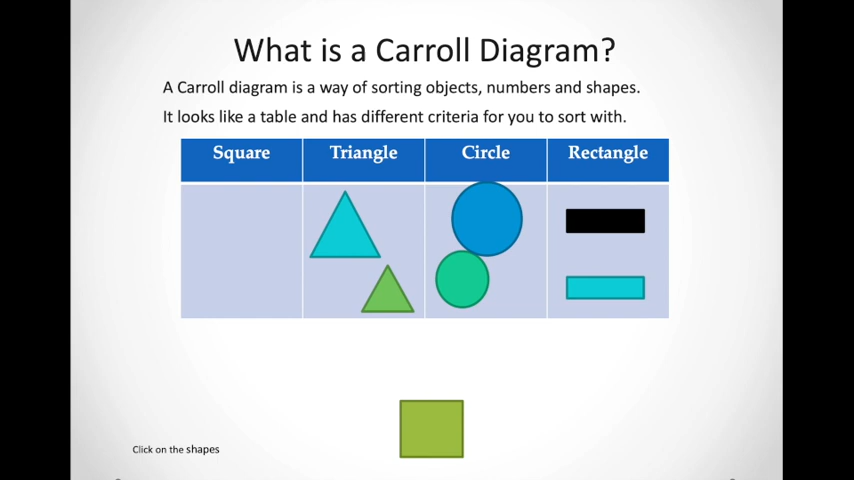 What is a Carroll Diagram?
A Carroll diagram is a way of sorting objects, numbers and shapes.
It looks like a table and has different criteria for you to sort with.
Square Triangle Circle Rectangle
Click on the shapes